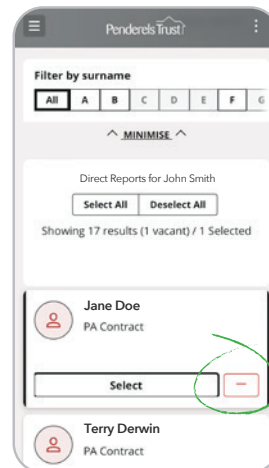 Penderels Trust
Filter by surname
All A B C D E F G
MINIMISE
Direct Reports for John Smith
Select All Deselect All
Showing 17 results (1 vacant) / 1 Selected
Jane Doe
PA Contract
Select
Terry Derwin
PA Contract